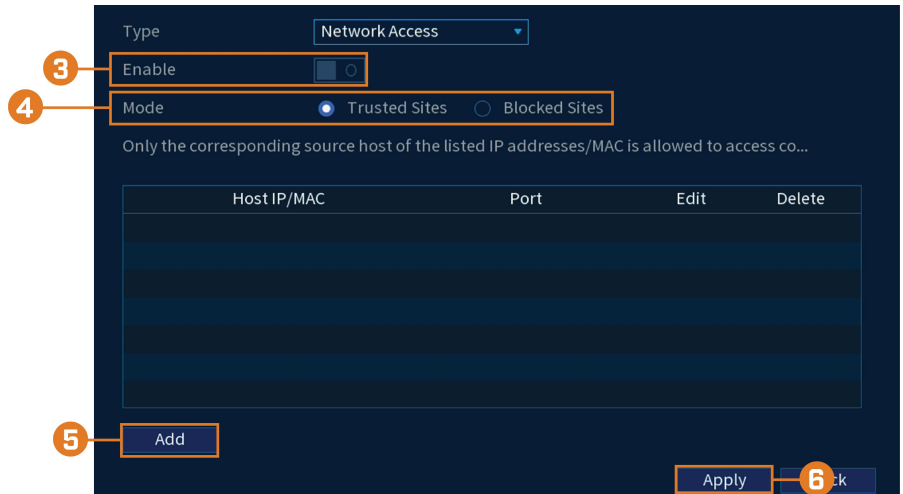 Type Network Access
3 Enable
4 Mode Trusted Sites Blocked Sites
Only the corresponding source host of the listed IP addresses/MAC is allowed to access co...
Host IP/MAC Port Edit Delete
5 Add
Apply 6